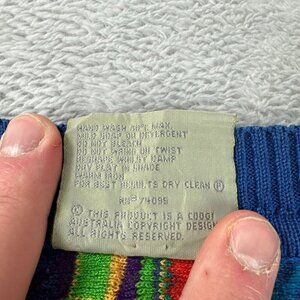 HAND WASH 40°C MAX
MILD SOAP OR DETERGENT
DO NOT BLEACH
DO NOT WRING OR TWIST
RESHAPE WHILST DAMP
DRY FLAT IN SHADE
WARM IRON
FOR BEST RESULTS DRY CLEAN Ⓟ
RN 74095
© THIS PRODUCT IS A COOGI
AUSTRALIA COPYRIGHT DESIGN
ALL RIGHTS RESERVED.